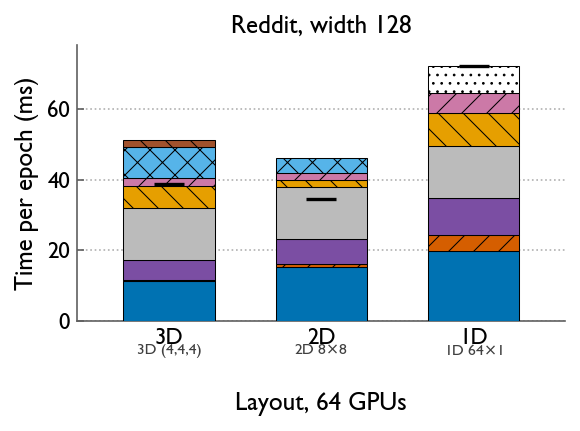 Reddit, width 128
Time per epoch (ms)
60
40
20
0
3D 2D 1D
3D (4,4,4) 2D 8×8 1D 64×1
Layout, 64 GPUs